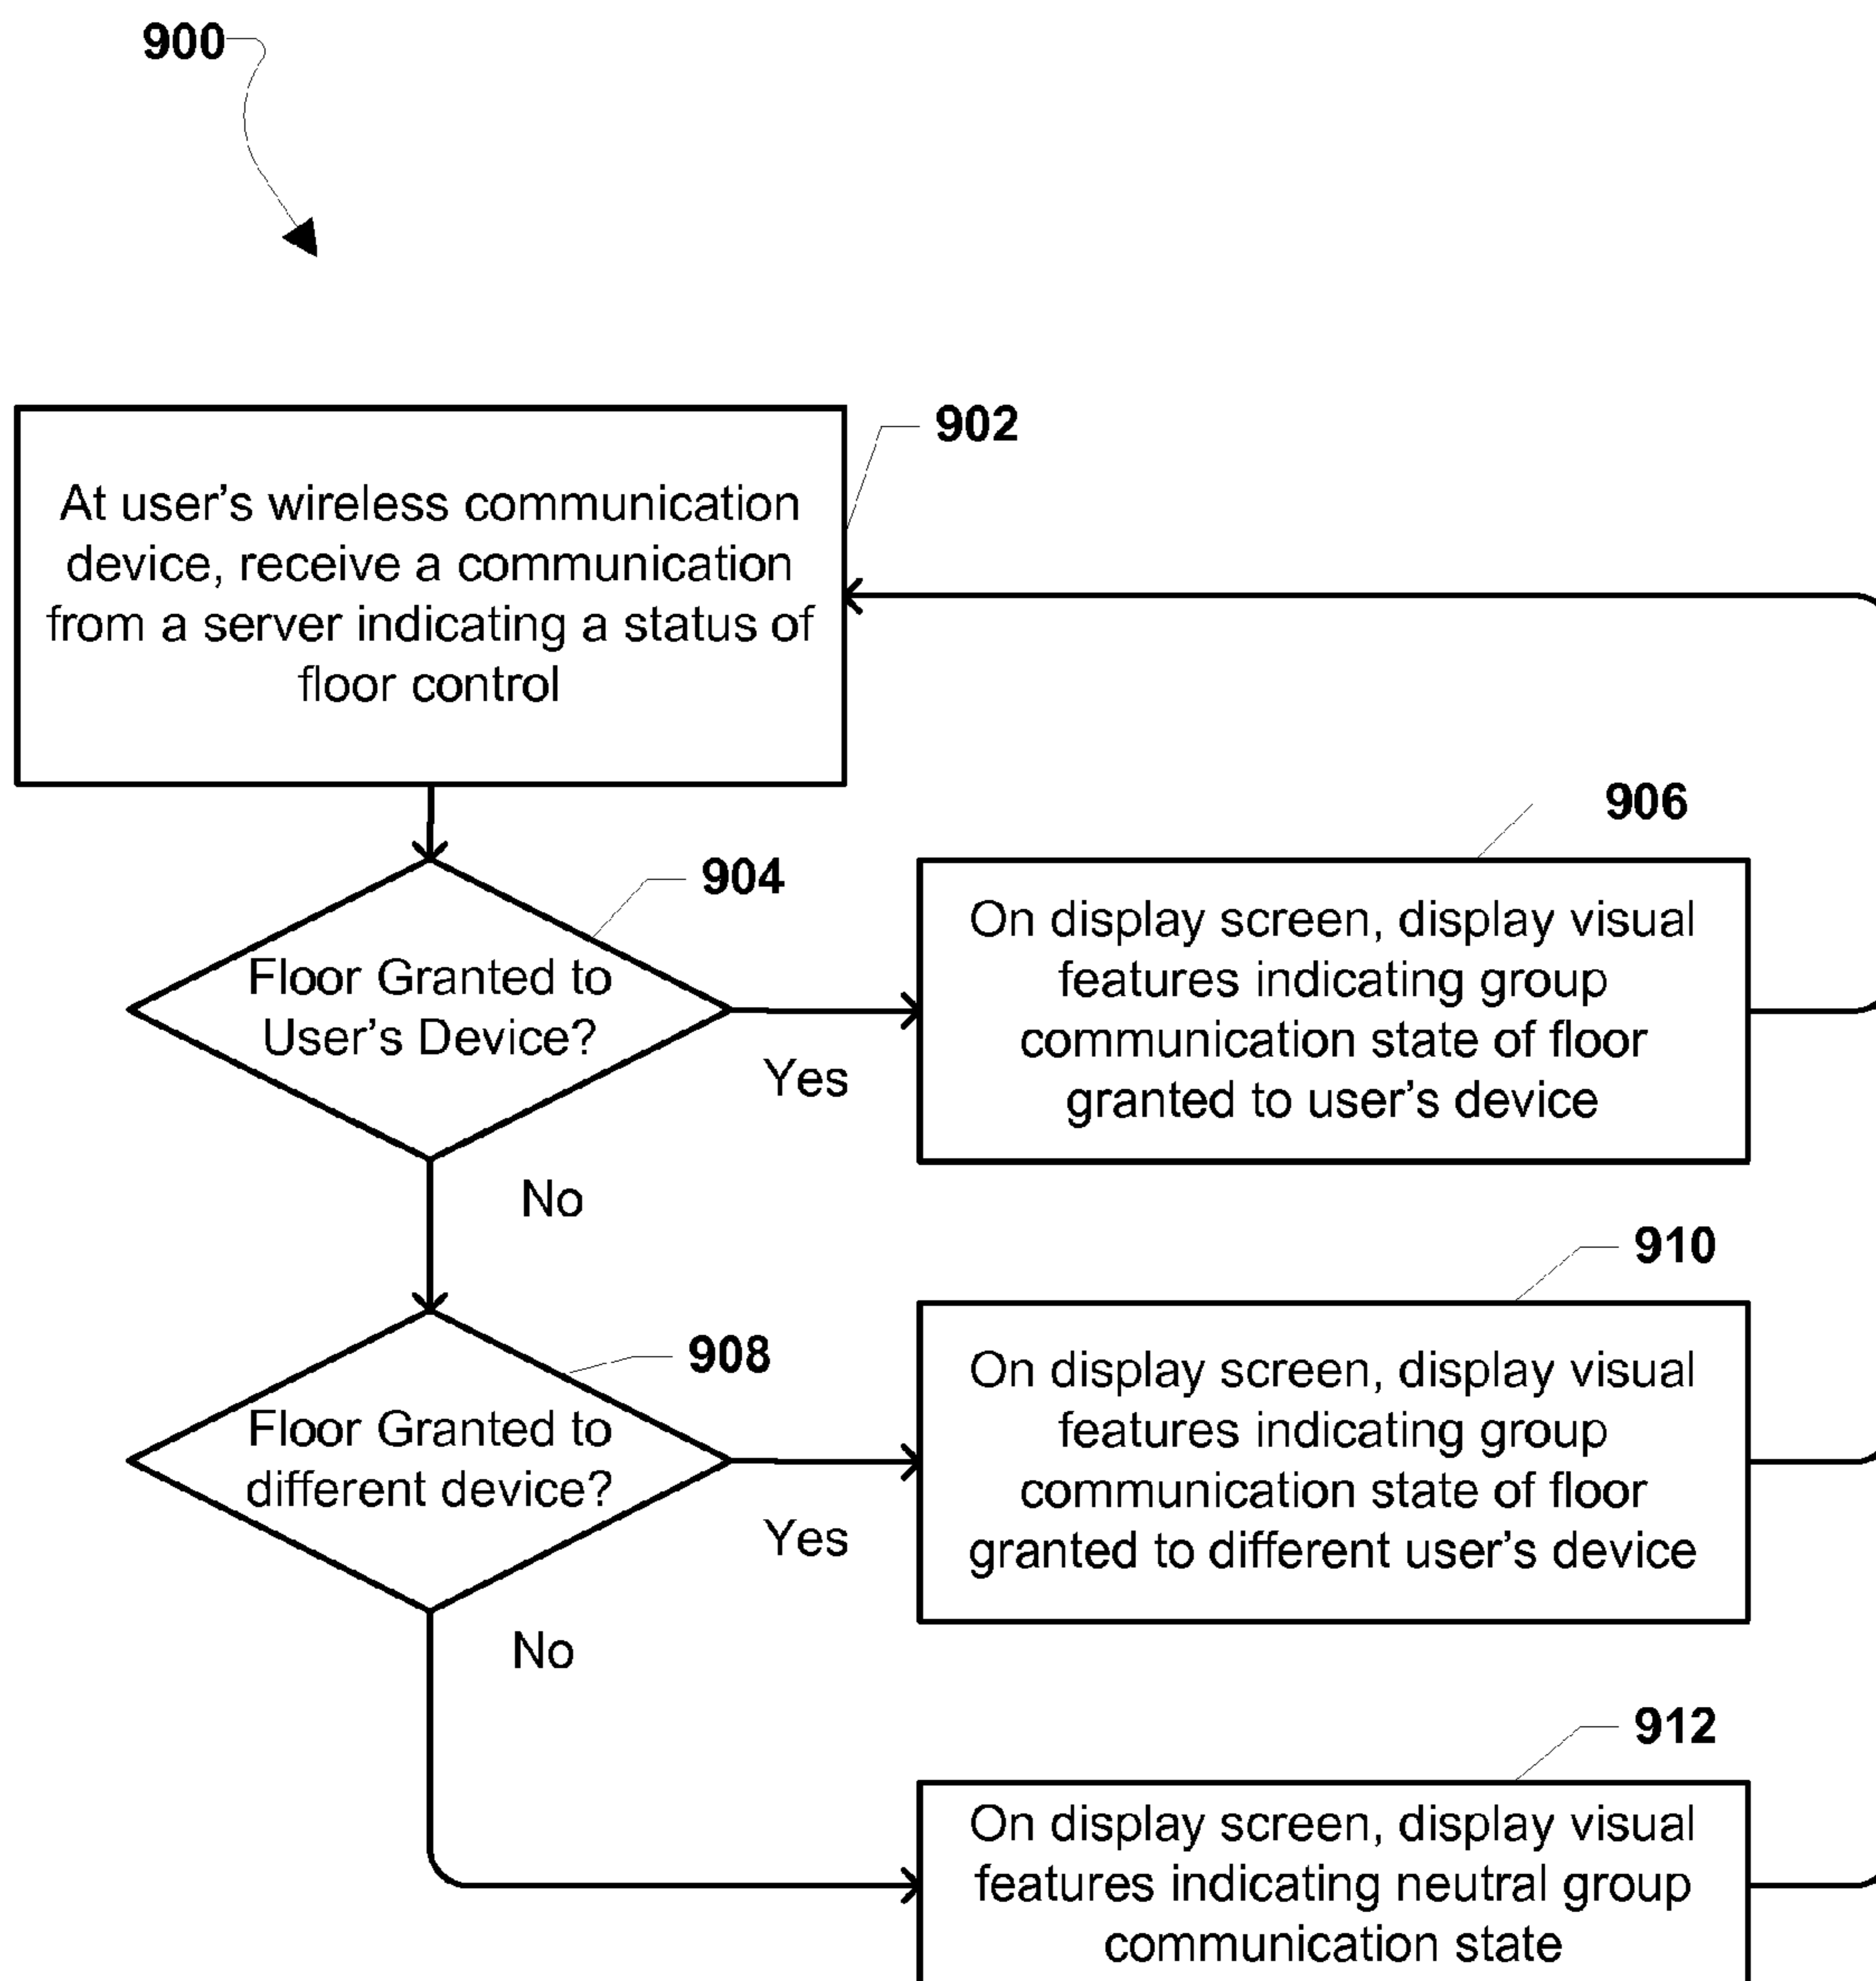 900
902
At user's wireless communication
device, receive a communication
from a server indicating a status of
floor control
904
Floor Granted to
User's Device?
Yes
No
906
On display screen, display visual
features indicating group
communication state of floor
granted to user's device
908
Floor Granted to
different device?
Yes
No
910
On display screen, display visual
features indicating group
communication state of floor
granted to different user's device
912
On display screen, display visual
features indicating neutral group
communication state